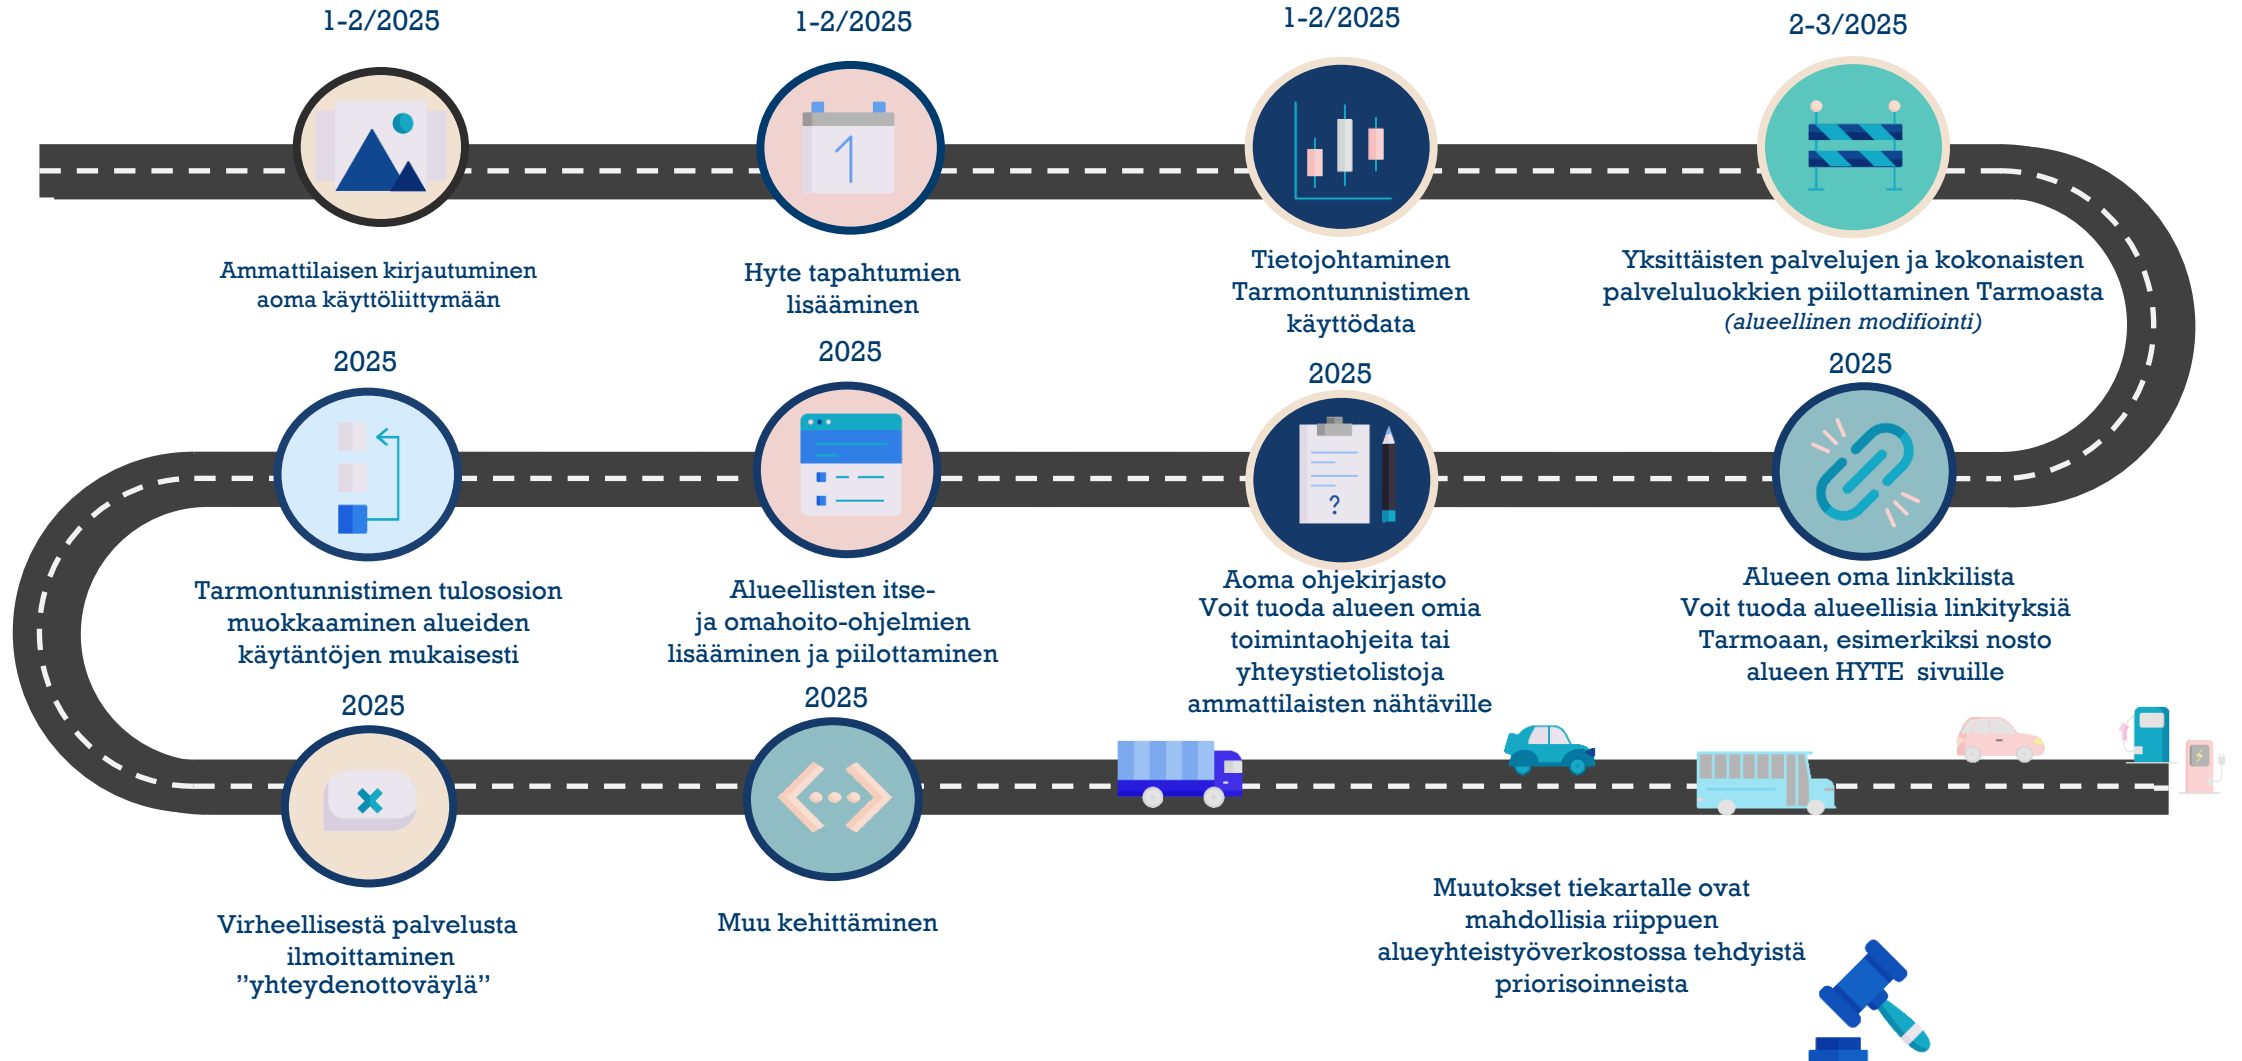 1-2/2025
Ammattilaisen kirjautuminen
aoma käyttöliittymään
1-2/2025
1
Hyte tapahtumien
lisääminen
1-2/2025
Tietojohtaminen
Tarmontunnistimen
käyttödata
2-3/2025
Yksittäisten palvelujen ja kokonaisten
palveluluokkien piilottaminen Tarmoasta
(alueellinen modifiointi)
2025
Alueen oma linkkilista
Voit tuoda alueellisia linkityksiä
Tarmoaan, esimerkiksi nosto
alueen HYTE  sivuille
2025
?
Aoma ohjekirjasto
Voit tuoda alueen omia
toimintaohjeita tai
yhteystietolistoja
ammattilaisten nähtäville
2025
Alueellisten itse-
ja omahoito-ohjelmien
lisääminen ja piilottaminen
2025
Tarmontunnistimen tulososion
muokkaaminen alueiden
käytäntöjen mukaisesti
2025
Virheellisestä palvelusta
ilmoittaminen
”yhteydenottoväylä”
2025
Muu kehittäminen
Muutokset tiekartalle ovat
mahdollisia riippuen
alueyhteistyöverkostossa tehdyistä
priorisoinneista